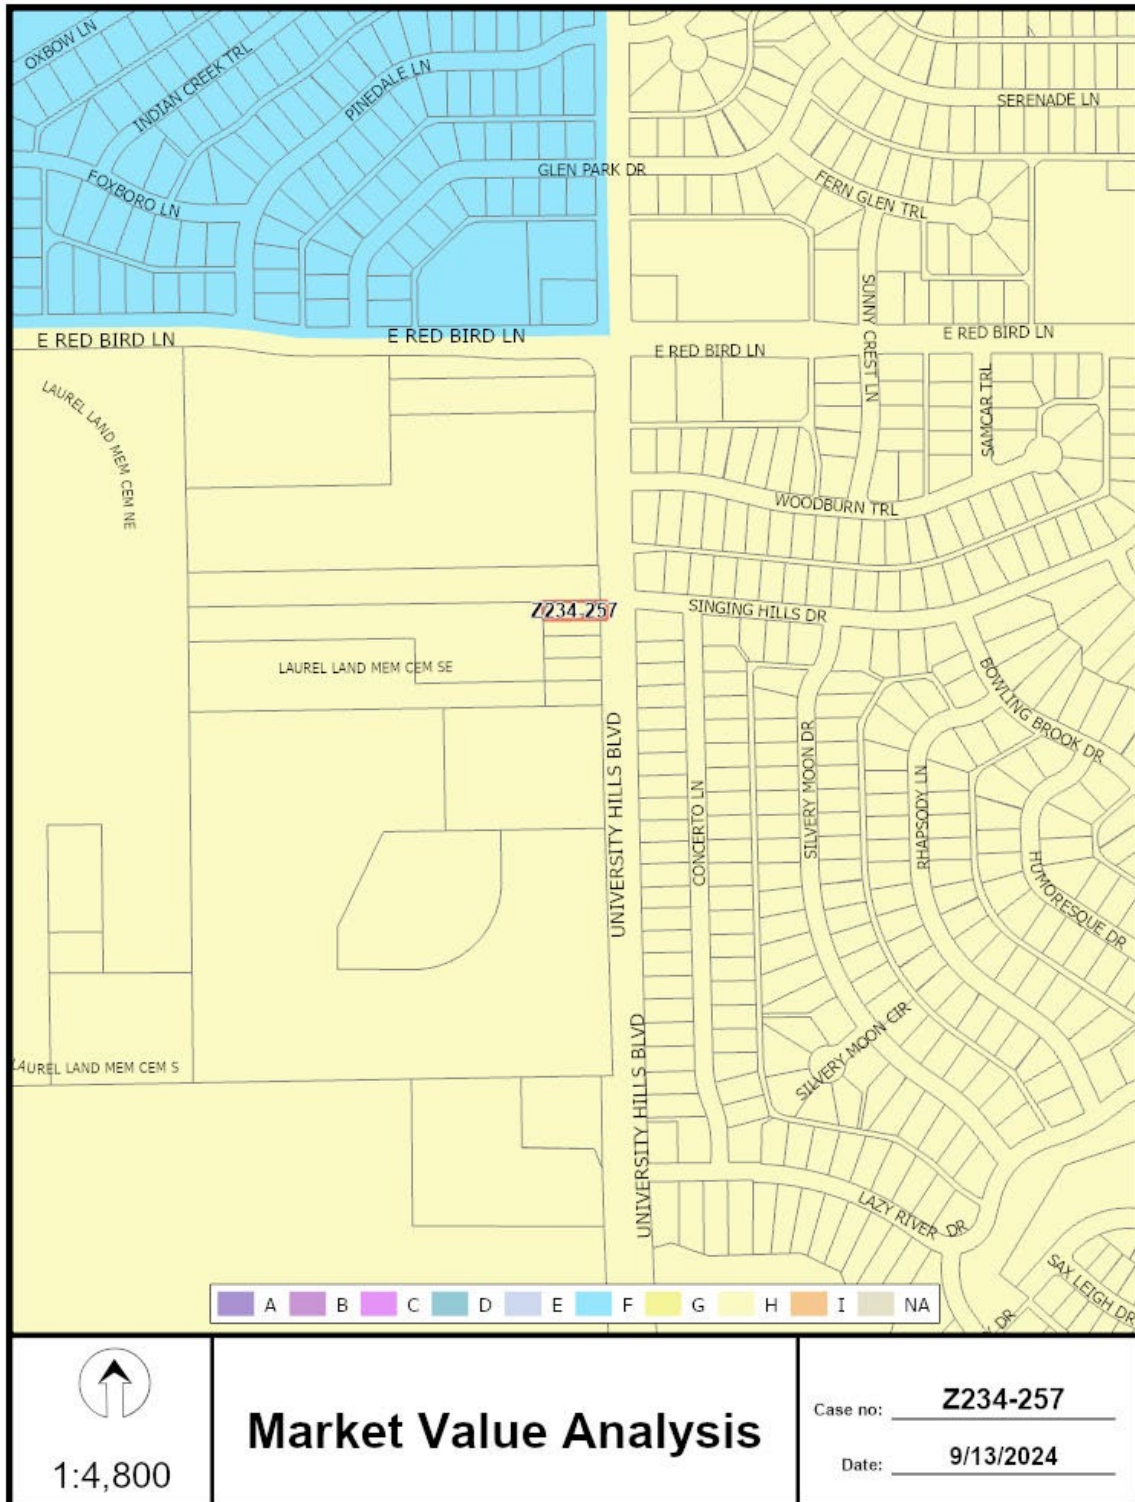 OXBOW LN
INDIAN CREEK TRL
PINEDALE LN
SERENADE LN
GLEN PARK DR
FOXBORO LN
FERN GLEN TRL
SUNNY CREST LN
E RED BIRD LN
E RED BIRD LN
E RED BIRD LN
E RED BIRD LN
LAUREL LAND MEM CEM NE
SAMCAR TRL
WOODBURN TRL
Z234-257
SINGING HILLS DR
LAUREL LAND MEM CEM SE
BOWLING BROOK DR
UNIVERSITY HILLS BLVD
CONCERTO LN
SILVERY MOON DR
RHAPSODY LN
HUMORESQUE DR
SILVERY MOON CIR
LAUREL LAND MEM CEM S
UNIVERSITY HILLS BLVD
LAZY RIVER DR
SAX LEIGH DR
DR
A B C D E F G H I NA
1:4,800
Market Value Analysis
Case no: Z234-257
Date: 9/13/2024